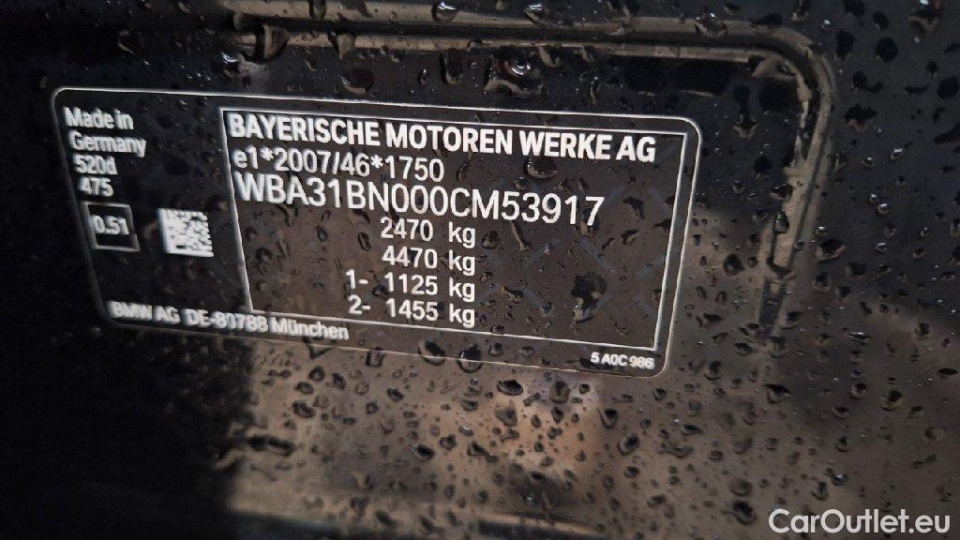 Made in
Germany
520d
475
0.51
BAYERISCHE MOTOREN WERKE AG
e1*2007/46*1750
WBA31BN000CM53917
2470 kg
4470 kg
1- 1125 kg
2- 1455 kg
BMW AG DE-80788 München
5 A0C 986
CarOutlet.eu